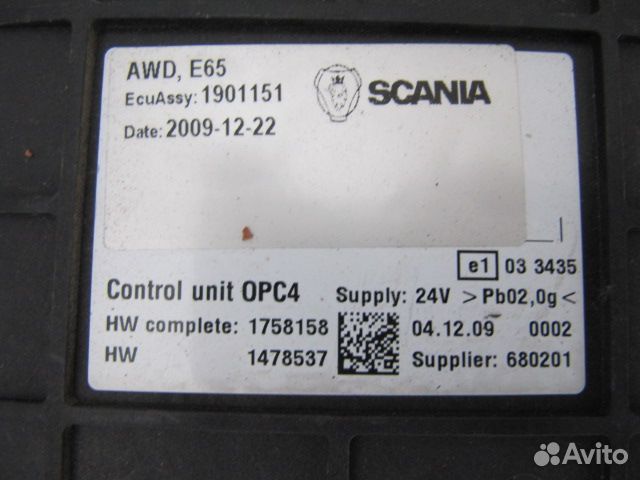 AWD, E65
EcuAssy: 1901151
Date: 2009-12-22
SCANIA
e1 03 3435
Control unit OPC4 Supply: 24V >Pb02,0g<
HW complete: 1758158 04.12.09 0002
HW 1478537 Supplier: 680201
Avito